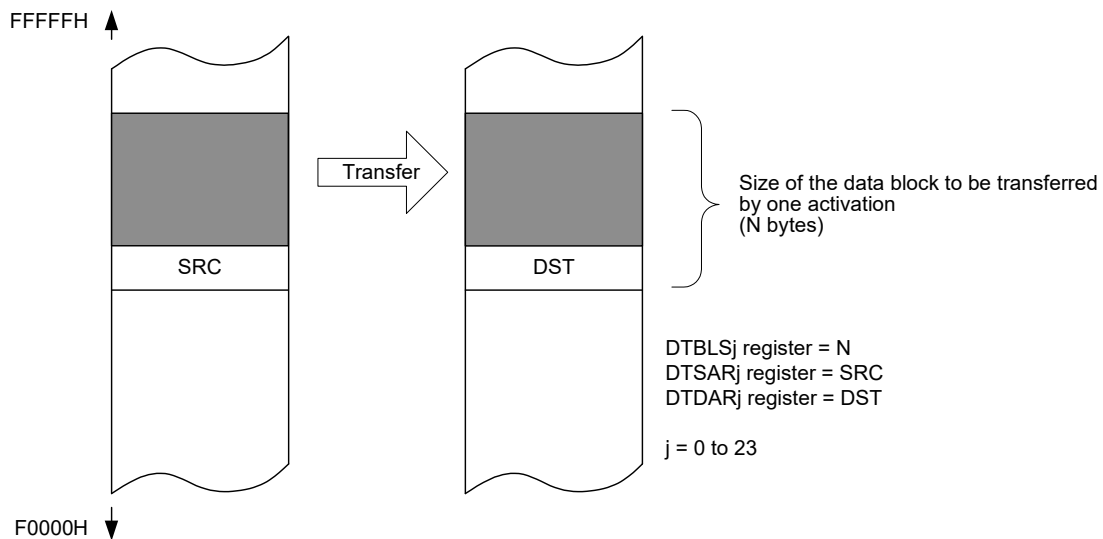 FFFFFH
Transfer
Size of the data block to be transferred
by one activation
(N bytes)
SRC
DST
DTBLSj register = N
DTSARj register = SRC
DTDARj register = DST
j = 0 to 23
F0000H